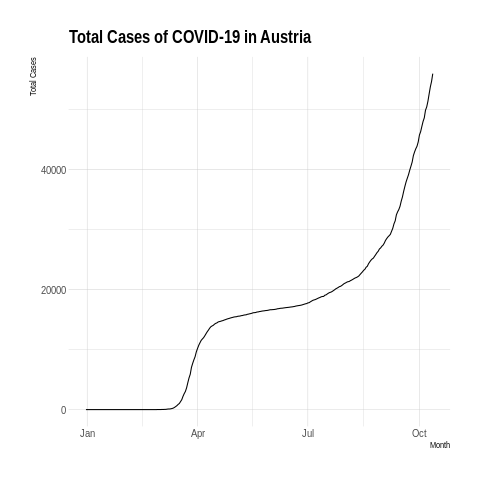 Total Cases of COVID-19 in Austria
Total Cases
40000
20000
0
Jan Apr Jul Oct
Month